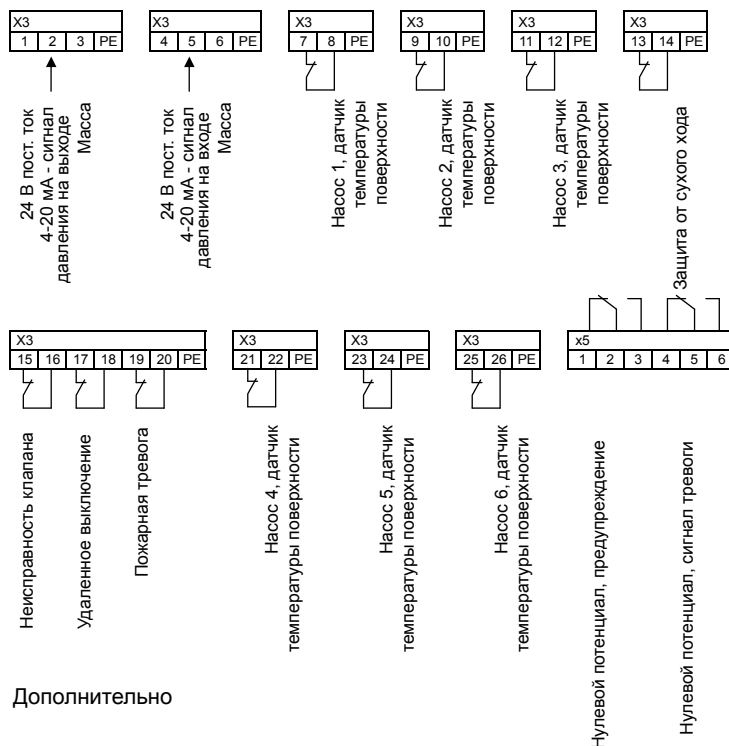 X3
1 2 3 PE
24 В пост. ток
4-20 мА - сигнал
давления на выходе
Масса
X3
4 5 6 PE
24 В пост. ток
4-20 мА - сигнал
давления на входе
Масса
X3
7 8 PE
Насос 1, датчик
температуры
поверхности
X3
9 10 PE
Насос 2, датчик
температуры
поверхности
X3
11 12 PE
Насос 3, датчик
температуры
поверхности
X3
13 14 PE
Защита от сухого хода
X3
15 16 17 18 19 20 PE
Неисправность клапана
Удаленное выключение
Пожарная тревога
X3
21 22 PE
Насос 4, датчик
температуры поверхности
X3
23 24 PE
Насос 5, датчик
температуры поверхности
X3
25 26 PE
Насос 6, датчик
температуры поверхности
x5
1 2 3 4 5 6
Нулевой потенциал, предупреждение
Нулевой потенциал, сигнал тревоги
Дополнительно